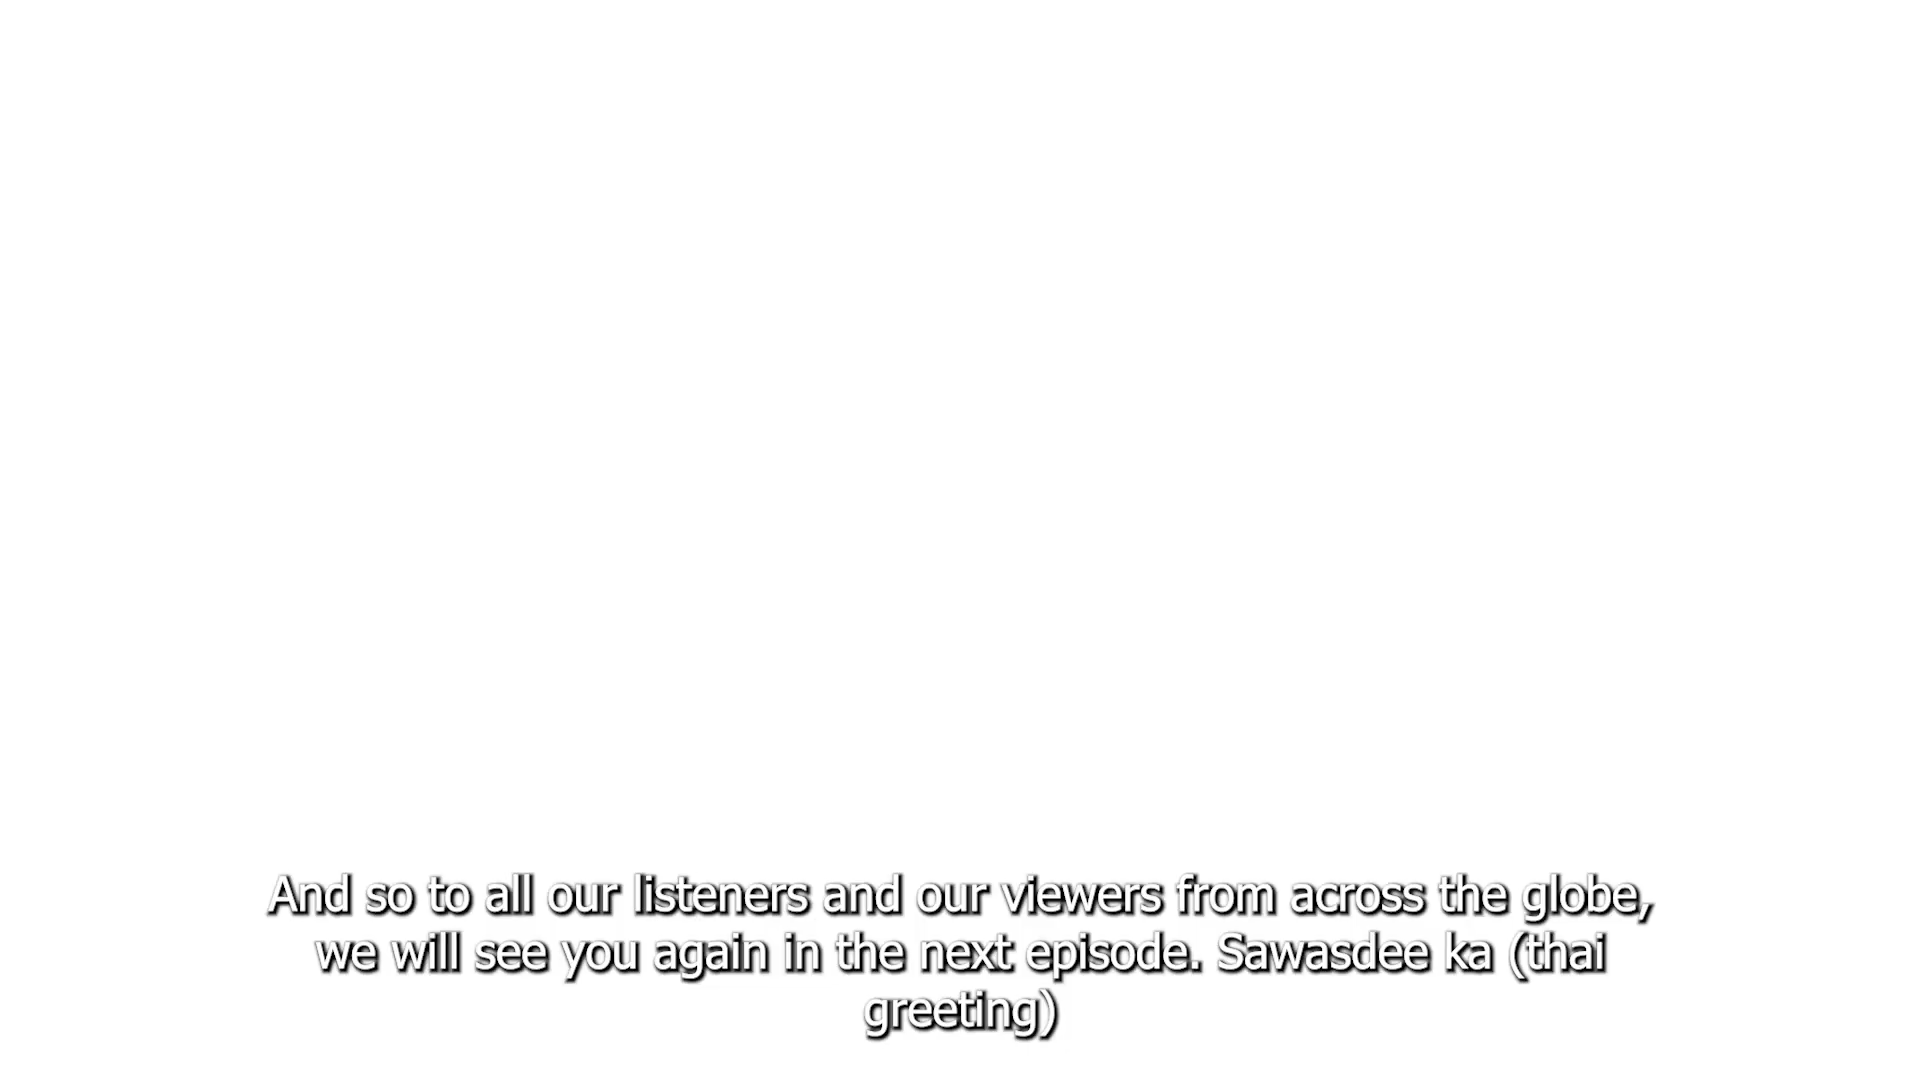 And so to all our listeners and our viewers from across the globe,
we will see you again in the next episode. Sawasdee ka (thai
greeting)